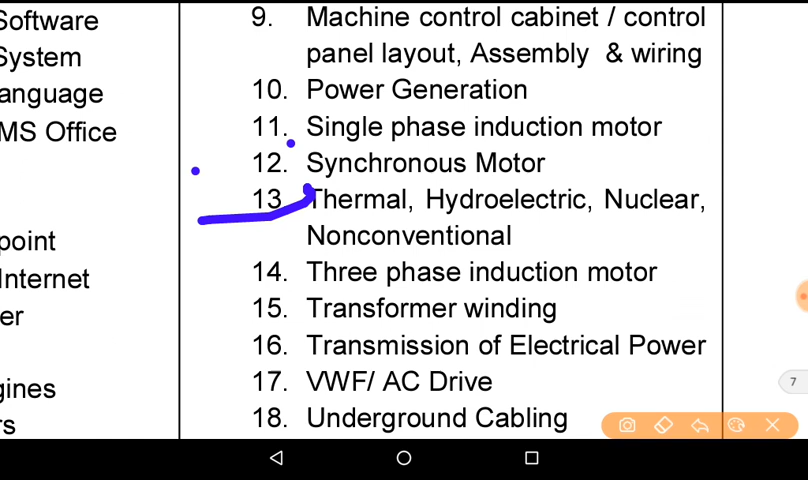 Software
System
anguage
MS Office
point
Internet
er
gines
rs
9. Machine control cabinet / control
panel layout, Assembly & wiring
10. Power Generation
11. Single phase induction motor
12. Synchronous Motor
13. Thermal, Hydroelectric, Nuclear,
Nonconventional
14. Three phase induction motor
15. Transformer winding
16. Transmission of Electrical Power
17. VWF/ AC Drive
18. Underground Cabling
7